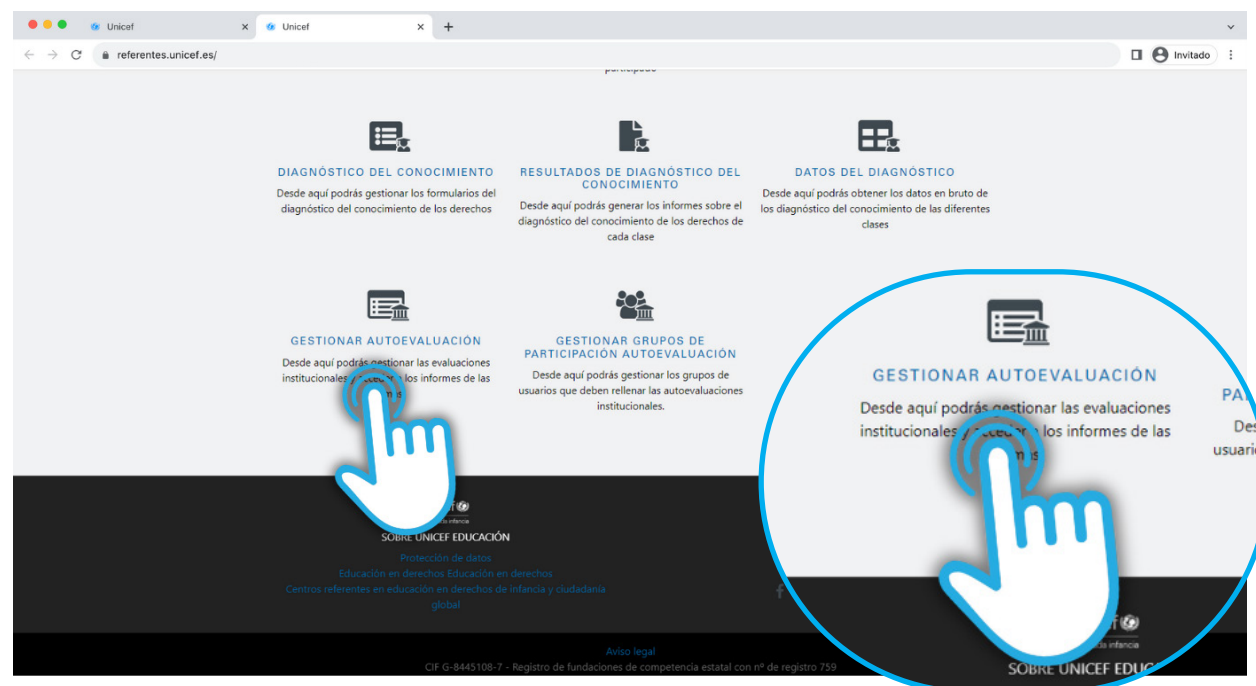 Unicef
Unicef
referentes.unicef.es/
Invitado
DIAGNÓSTICO DEL CONOCIMIENTO
Desde aquí podrás gestionar los formularios del
diagnóstico del conocimiento de los derechos
RESULTADOS DE DIAGNÓSTICO DEL
CONOCIMIENTO
Desde aquí podrás generar los informes sobre el
diagnóstico del conocimiento de los derechos de
cada clase
DATOS DEL DIAGNÓSTICO
Desde aquí podrás obtener los datos en bruto de
los diagnóstico del conocimiento de las diferentes
clases
GESTIONAR AUTOEVALUACIÓN
Desde aquí podrás gestionar las evaluaciones
institucionales y acceder a los informes de las
GESTIONAR GRUPOS DE
PARTICIPACIÓN AUTOEVALUACIÓN
Desde aquí podrás gestionar los grupos de
usuarios que deben rellenar las autoevaluaciones
institucionales.
GESTIONAR AUTOEVALUACIÓN
Desde aquí podrás gestionar las evaluaciones
institucionales y acceder a los informes de las
SOBRE UNICEF EDUCACIÓN
Protección de datos
Educación en derechos Educación en derechos
Centros referentes en educación en derechos de infancia y ciudadanía
global
Aviso legal
CIF G-8445108-7 - Registro de fundaciones de competencia estatal con nº de registro 759
SOBRE UNICEF